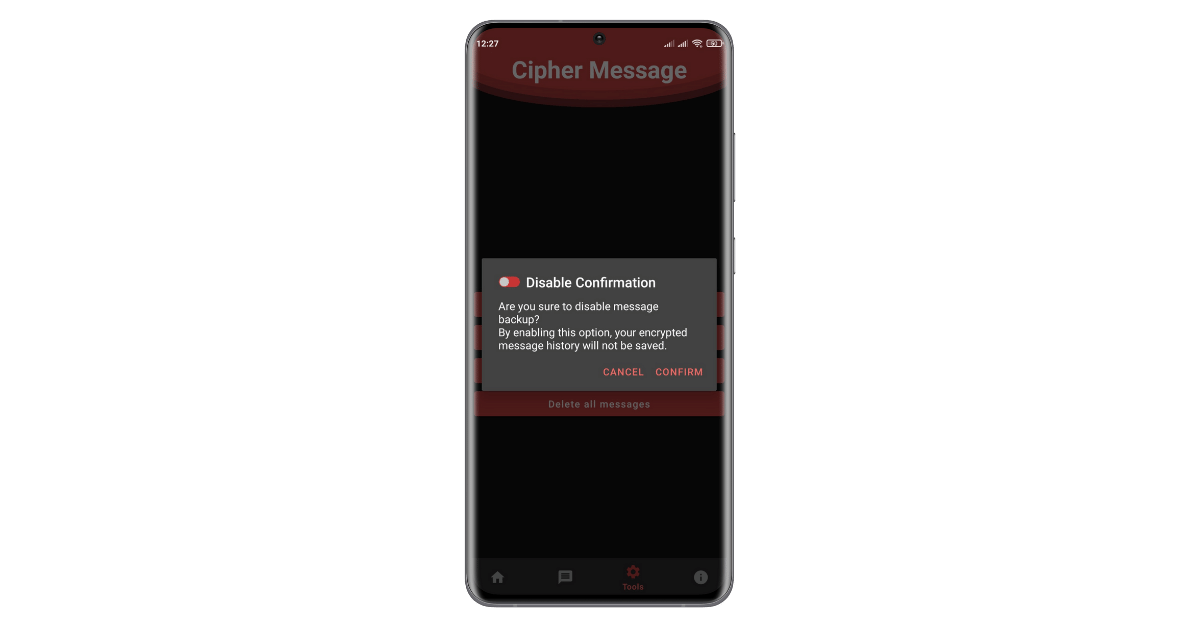 12:27
Cipher Message
Disable Confirmation
Are you sure to disable message
backup?
By enabling this option, your encrypted
message history will not be saved.
CANCEL CONFIRM
Delete all messages
Tools